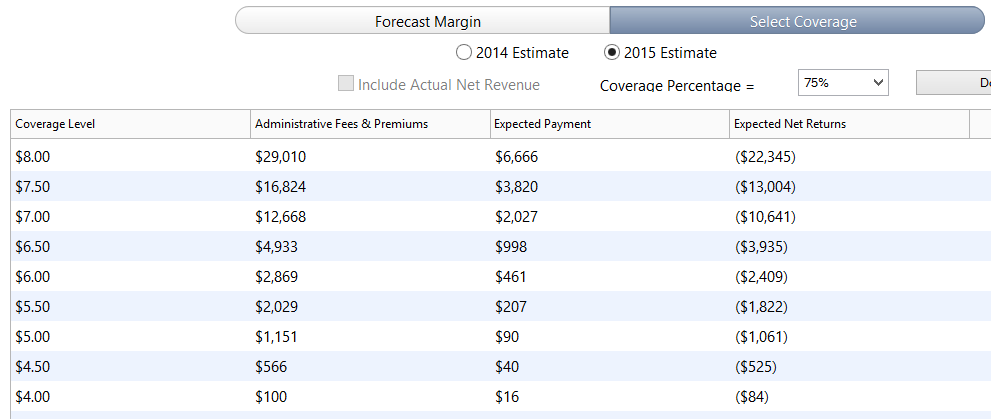 Forecast Margin Select Coverage
2014 Estimate 2015 Estimate
Include Actual Net Revenue Coverage Percentage = 75%
Coverage Level Administrative Fees & Premiums Expected Payment Expected Net Returns
$8.00 $29,010 $6,666 ($22,345)
$7.50 $16,824 $3,820 ($13,004)
$7.00 $12,668 $2,027 ($10,641)
$6.50 $4,933 $998 ($3,935)
$6.00 $2,869 $461 ($2,409)
$5.50 $2,029 $207 ($1,822)
$5.00 $1,151 $90 ($1,061)
$4.50 $566 $40 ($525)
$4.00 $100 $16 ($84)